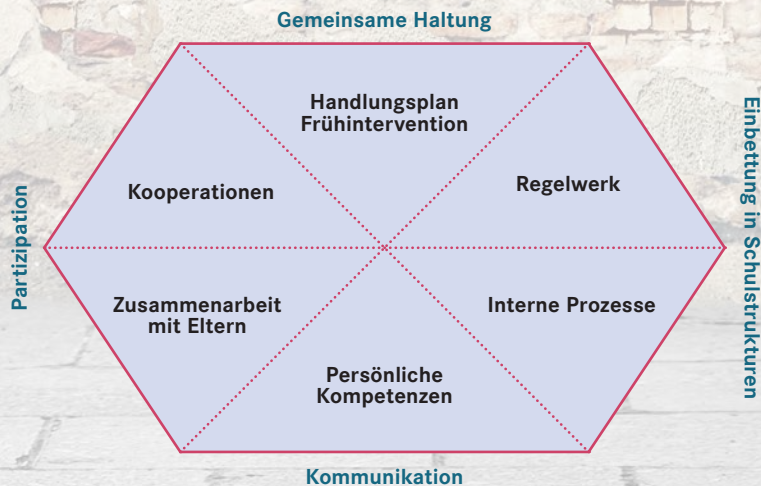 Gemeinsame Haltung
Handlungsplan
Frühintervention
Kooperationen
Regelwerk
Partizipation
Einbettung in Schulstrukturen
Zusammenarbeit
mit Eltern
Interne Prozesse
Persönliche
Kompetenzen
Kommunikation